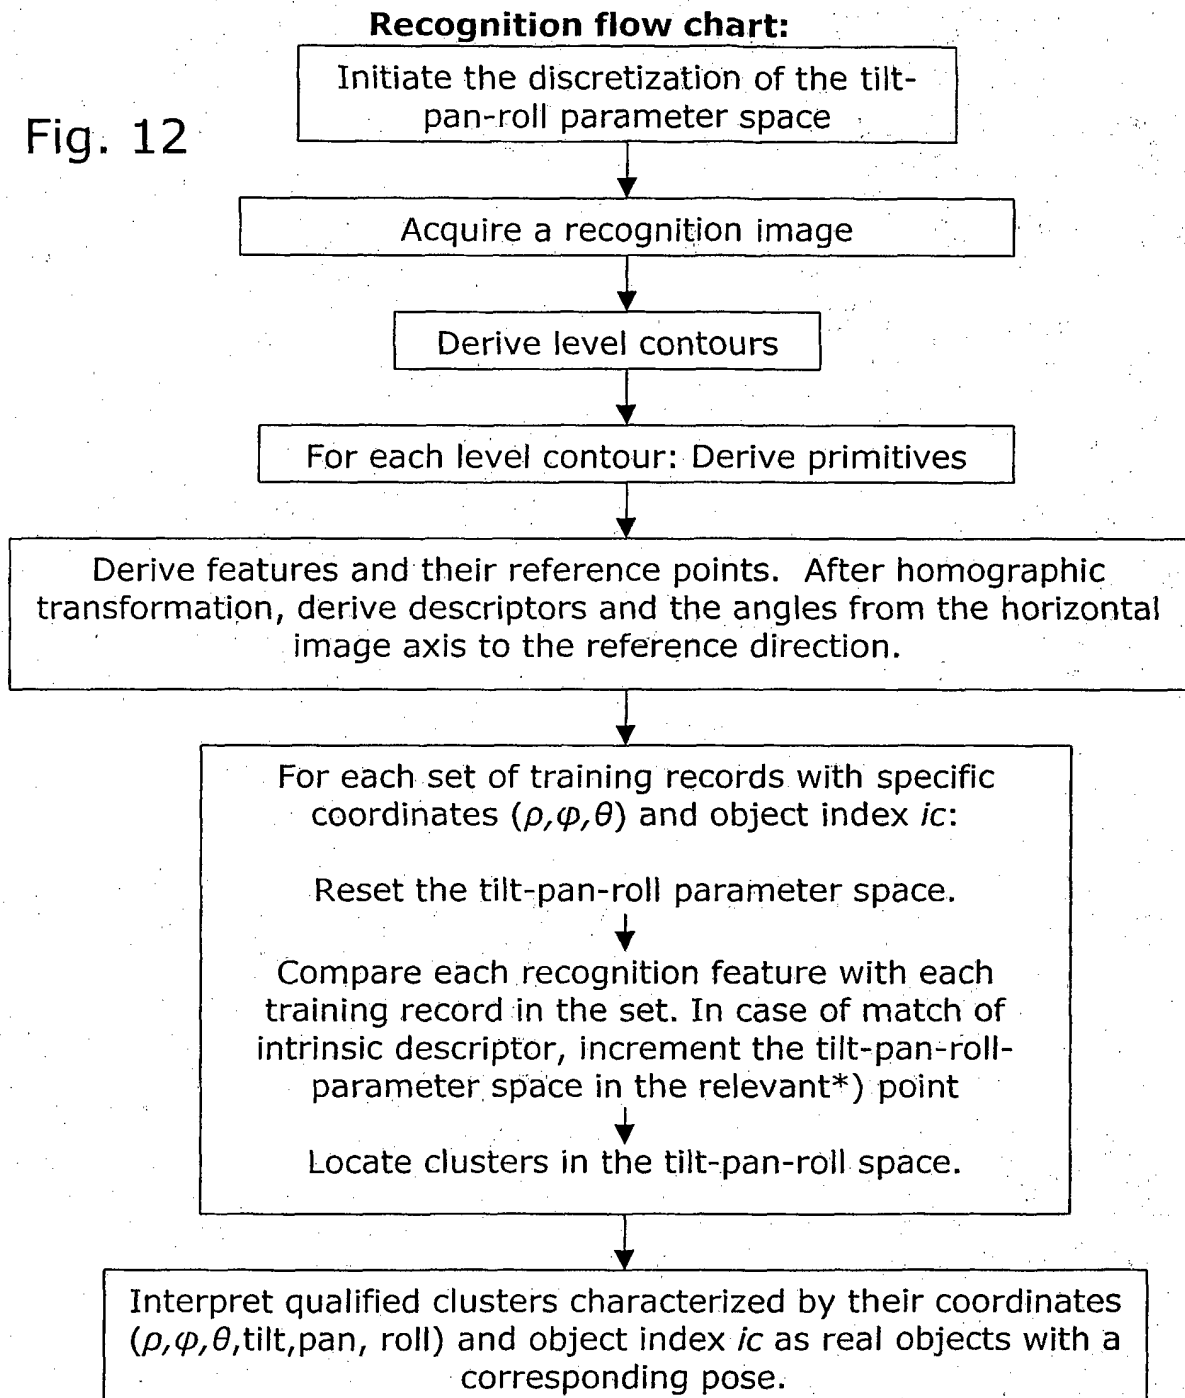 Recognition flow chart:
Fig. 12
Initiate the discretization of the tilt-
pan-roll parameter space
Acquire a recognition image
Derive level contours
For each level contour: Derive primitives
Derive features and their reference points. After homographic
transformation, derive descriptors and the angles from the horizontal
image axis to the reference direction.
For each set of training records with specific
coordinates (ρ,φ,θ) and object index ic:
Reset the tilt-pan-roll parameter space.
Compare each recognition feature with each
training record in the set. In case of match of
intrinsic descriptor, increment the tilt-pan-roll-
parameter space in the relevant*) point
Locate clusters in the tilt-pan-roll space.
Interpret qualified clusters characterized by their coordinates
(ρ,φ,θ,tilt,pan, roll) and object index ic as real objects with a
corresponding pose.